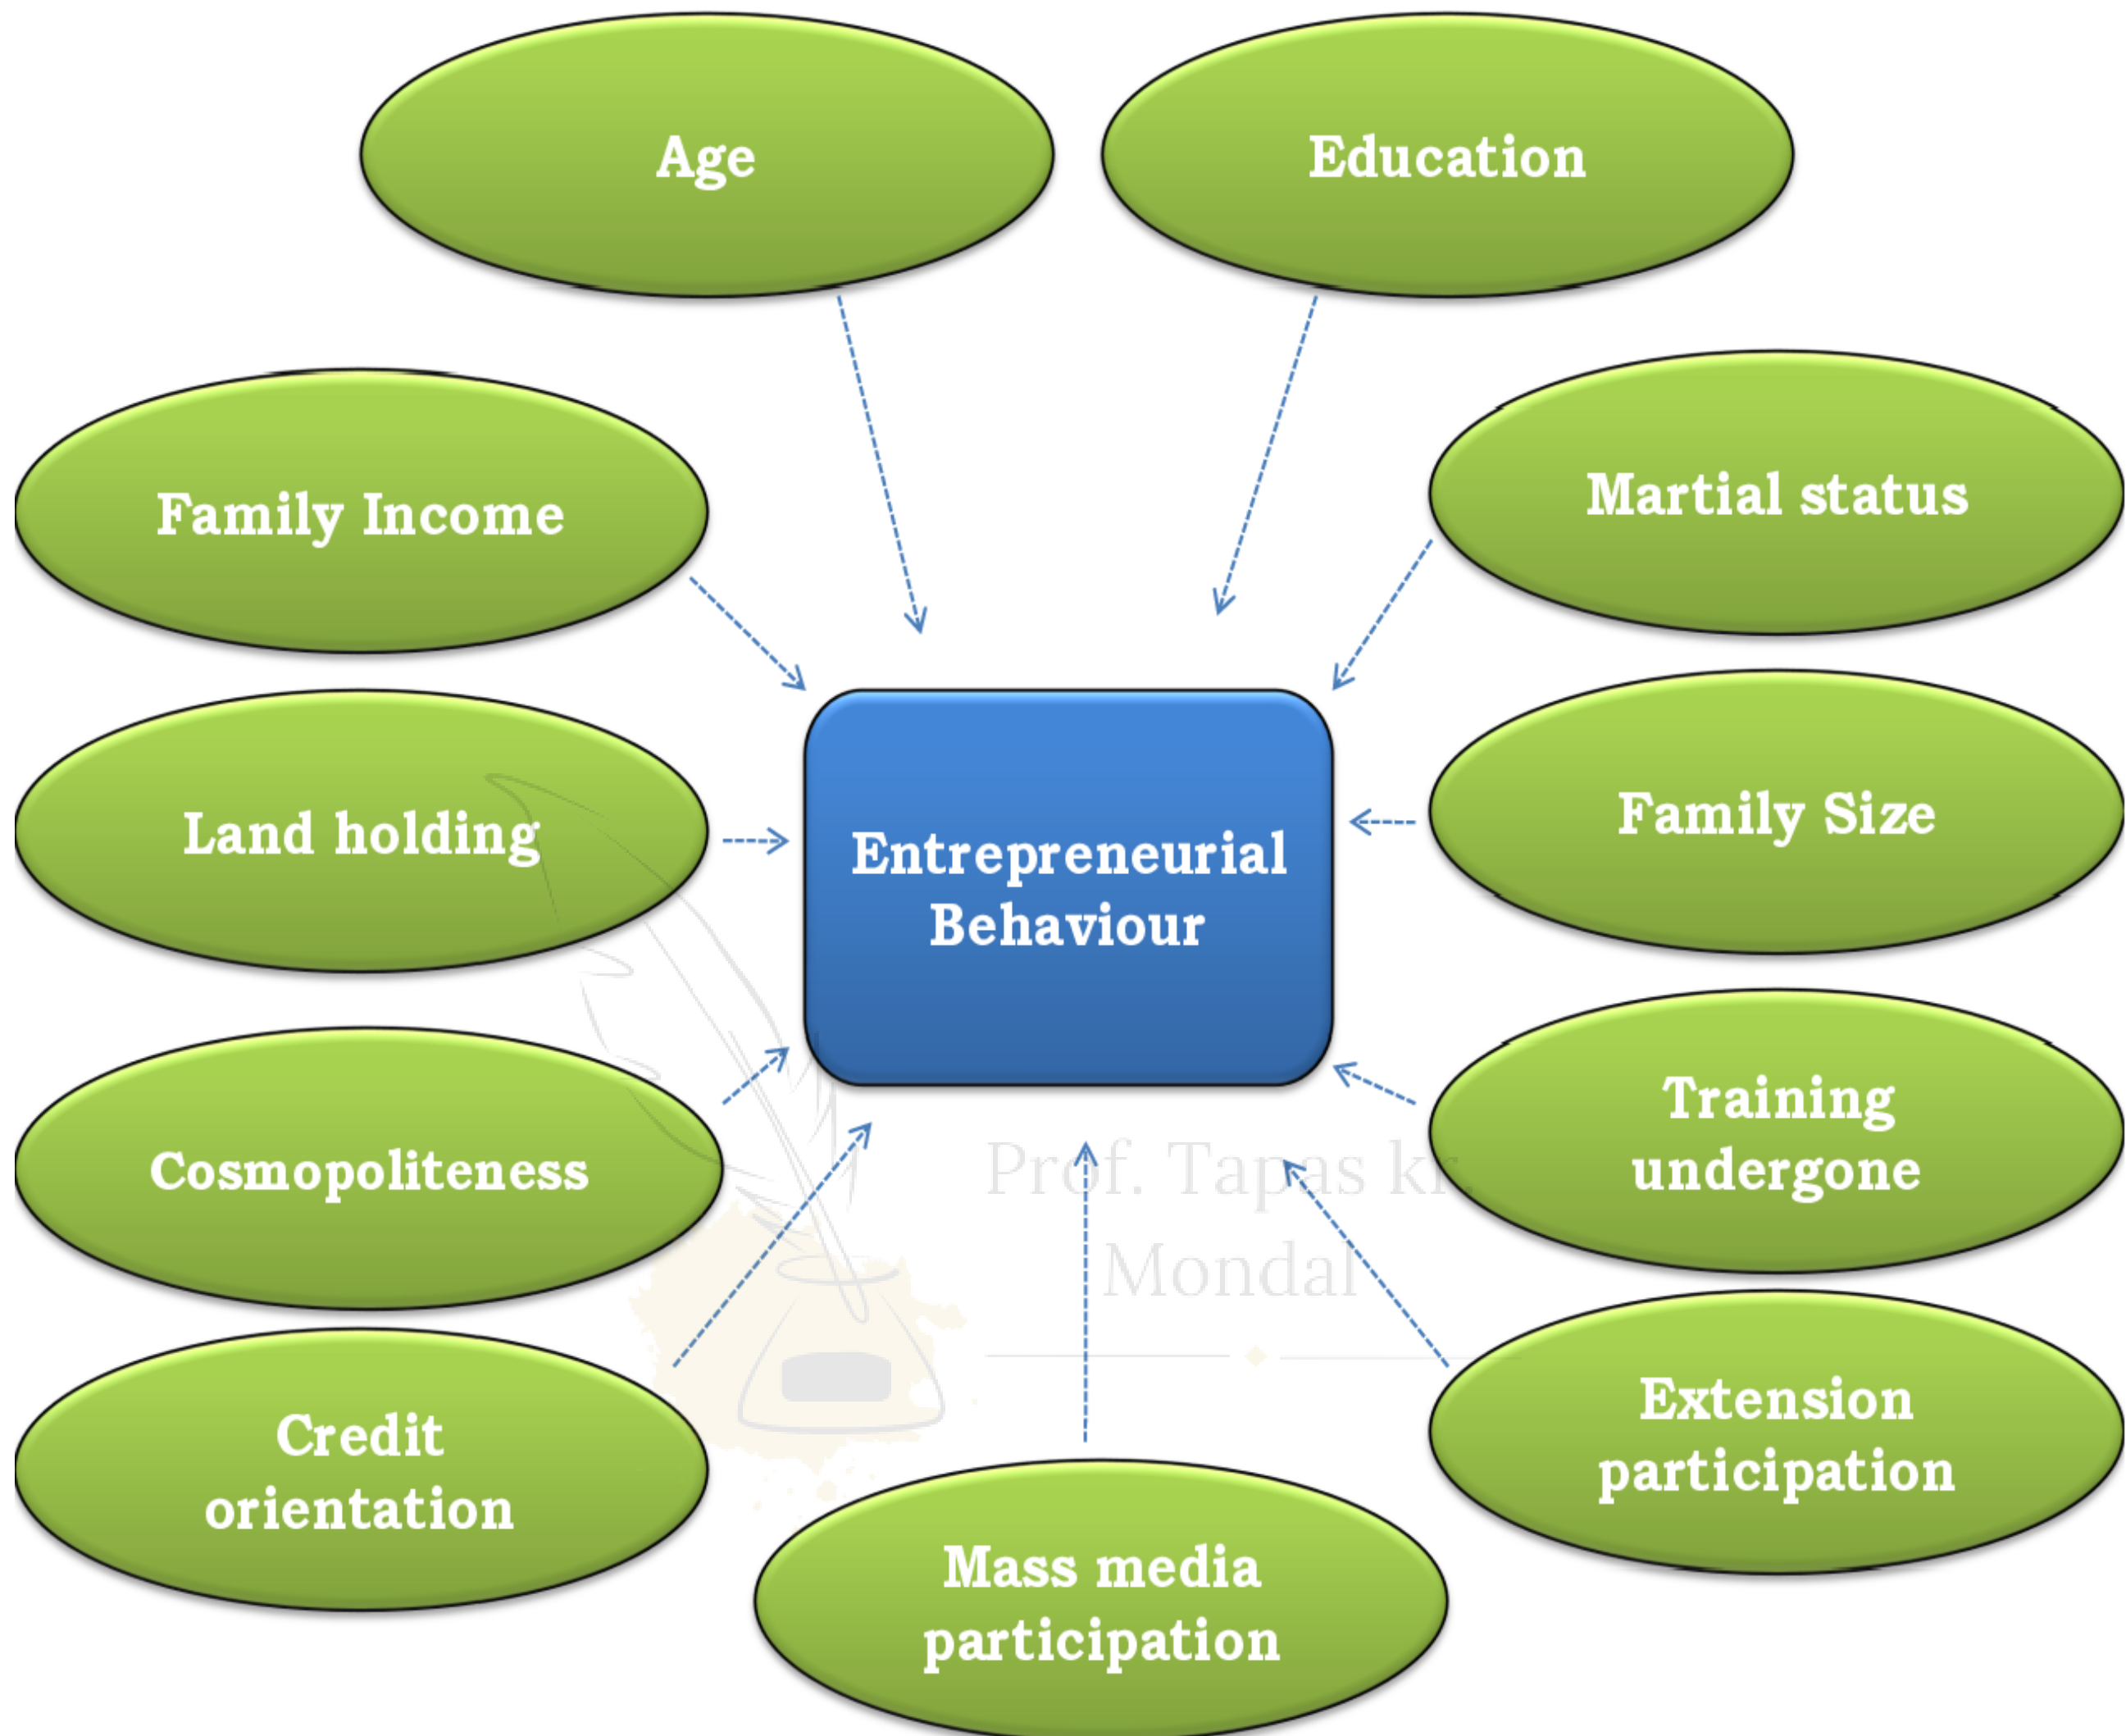 Age
Education
Family Income
Martial status
Land holding
Family Size
Entrepreneurial
Behaviour
Cosmopoliteness
Training
undergone
Prof. Tapas kr.
Mondal
Credit
orientation
Extension
participation
Mass media
participation